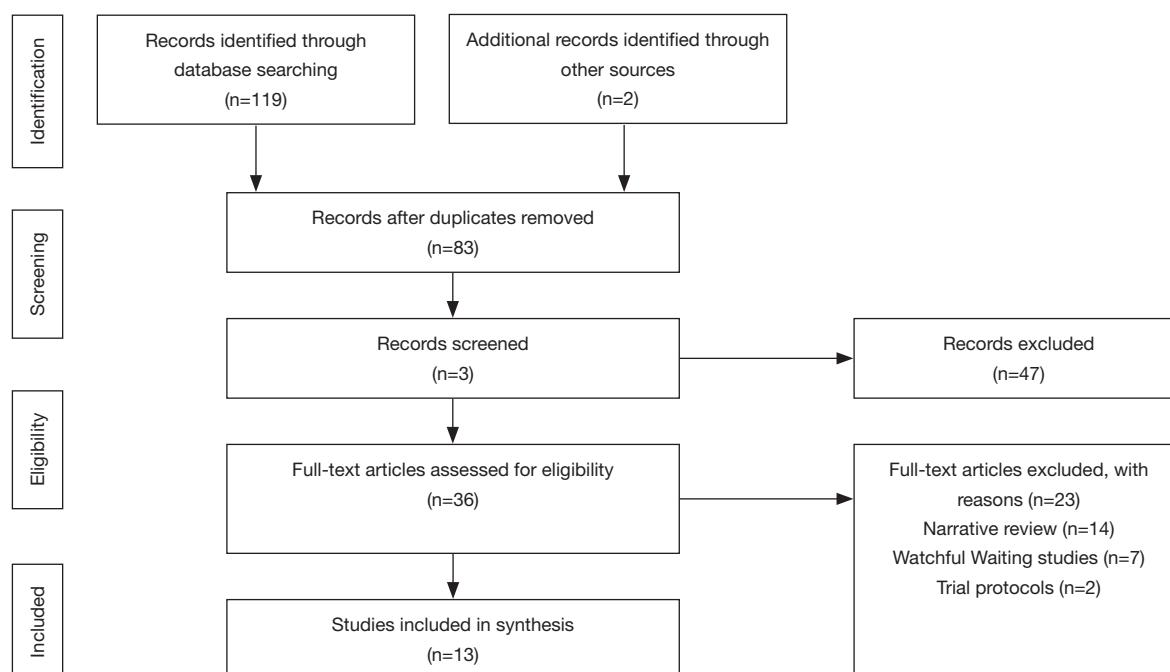 Identification
Records identified through
database searching
(n=119)
Additional records identified through
other sources
(n=2)
Screening
Records after duplicates removed
(n=83)
Records screened
(n=3)
Records excluded
(n=47)
Eligibility
Full-text articles assessed for eligibility
(n=36)
Full-text articles excluded, with
reasons (n=23)
Narrative review (n=14)
Watchful Waiting studies (n=7)
Trial protocols (n=2)
Included
Studies included in synthesis
(n=13)